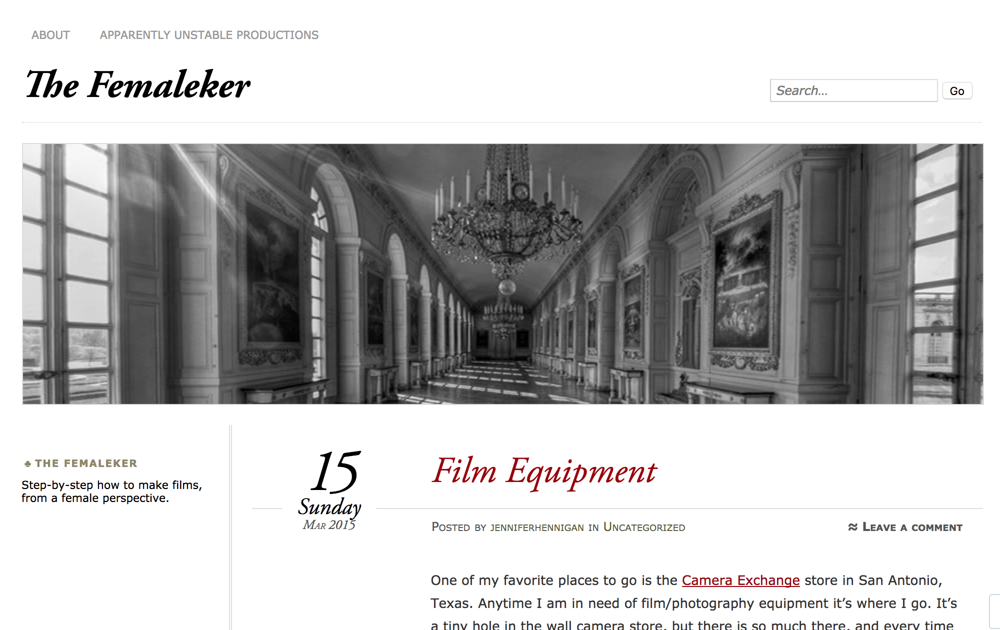 ABOUT APPARENTLY UNSTABLE PRODUCTIONS
The Femaleker
Search...
Go
♣ THE FEMALEKER
Step-by-step how to make films,
from a female perspective.
15
Sunday
Mar 2015
Film Equipment
Posted by jenniferhennigan in Uncategorized
≈ Leave a comment
One of my favorite places to go is the Camera Exchange store in San Antonio,
Texas. Anytime I am in need of film/photography equipment it’s where I go. It’s
a tiny hole in the wall camera store, but there is so much there, and every time